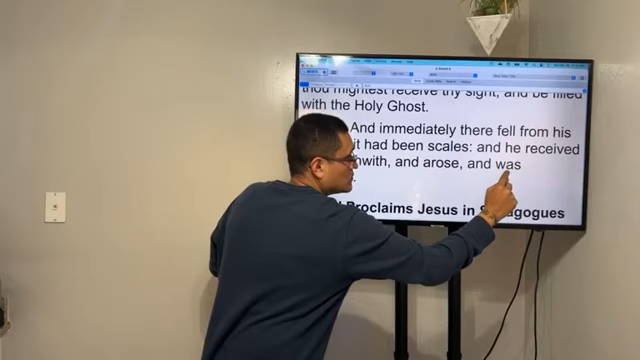 thou mightest receive thy sight, and be filled
with the Holy Ghost.
And immediately there fell from his
it had been scales: and he received
hwith, and arose, and was
Proclaims Jesus in Synagogues